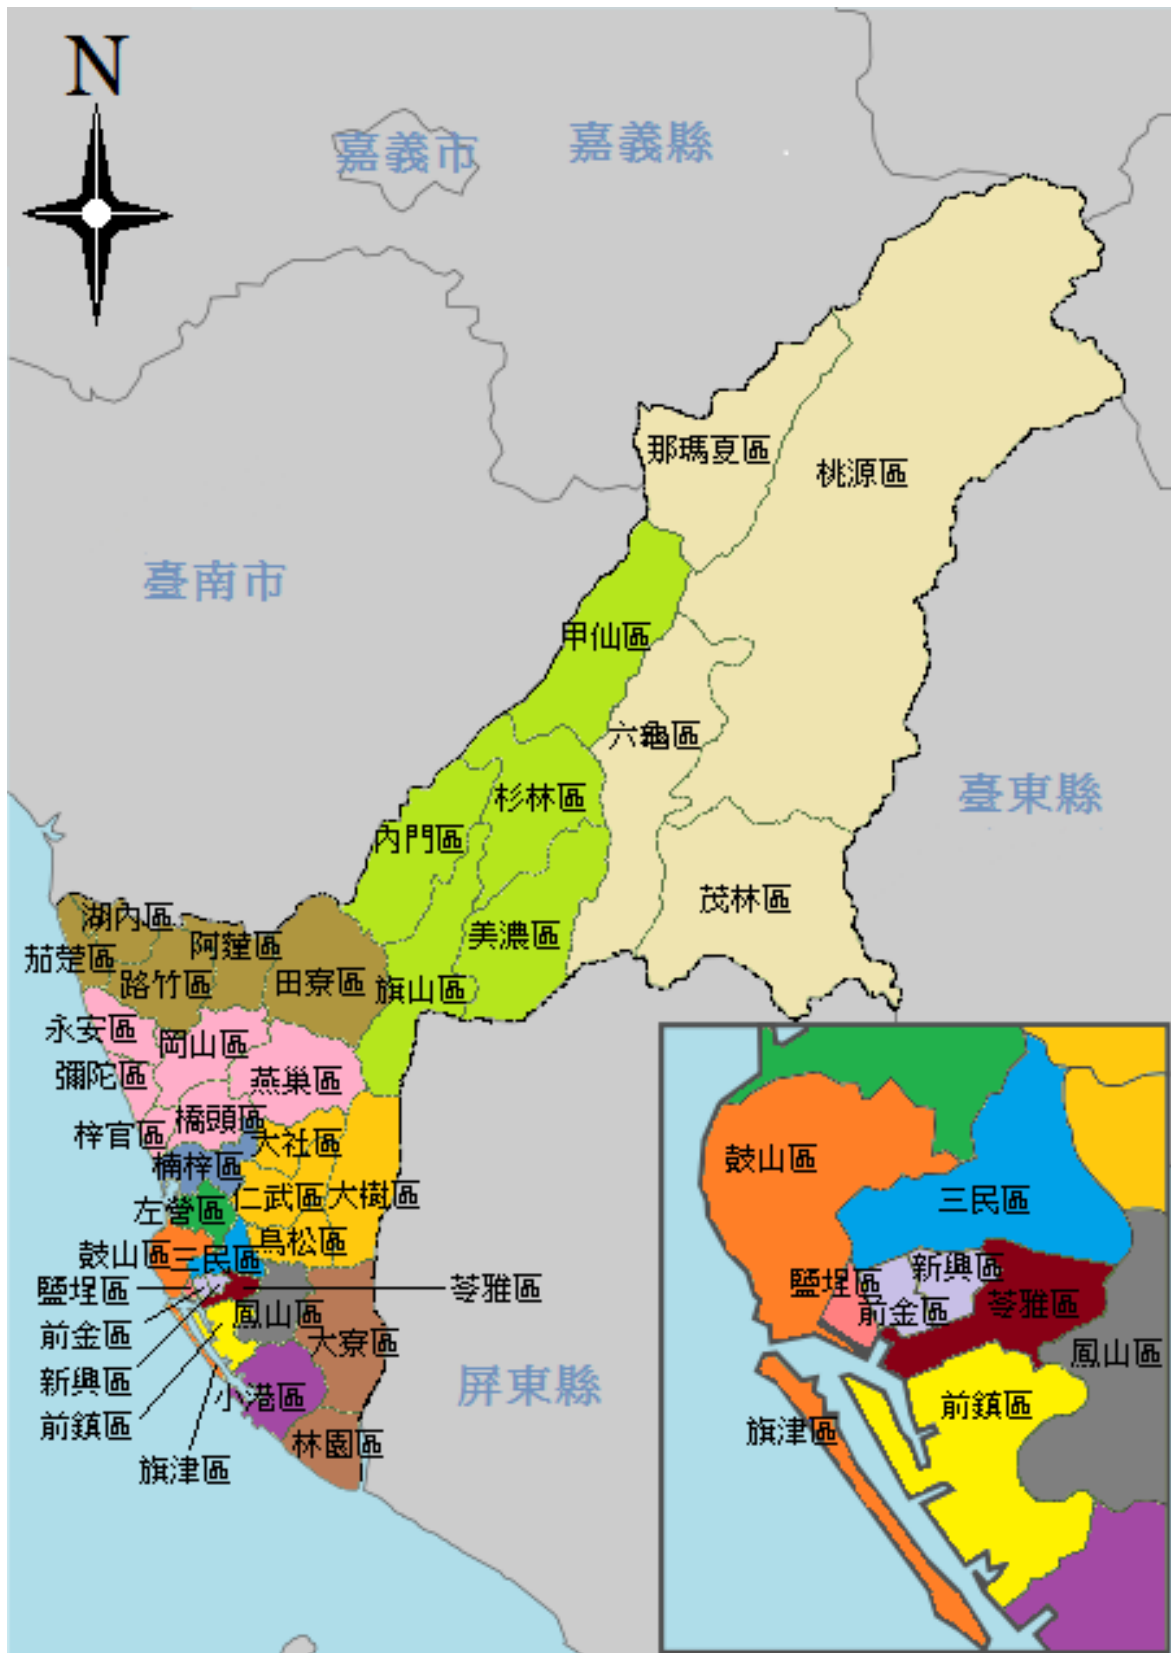 N
嘉義市
嘉義縣
那瑪夏區
桃源區
臺南市
甲仙區
六龜區
杉林區
臺東縣
內門區
茂林區
湖內區
阿蓮區
美濃區
茄萣區
路竹區
田寮區
旗山區
永安區
岡山區
彌陀區
燕巢區
梓官區
橋頭區
大社區
楠梓區
仁武區
大樹區
左營區
鼓山區
三民區
鳥松區
鹽埕區
苓雅區
前金區
鳳山區
大寮區
新興區
小港區
屏東縣
前鎮區
林園區
旗津區
鼓山區
三民區
鹽埕區
新興區
前金區
苓雅區
鳳山區
前鎮區
旗津區